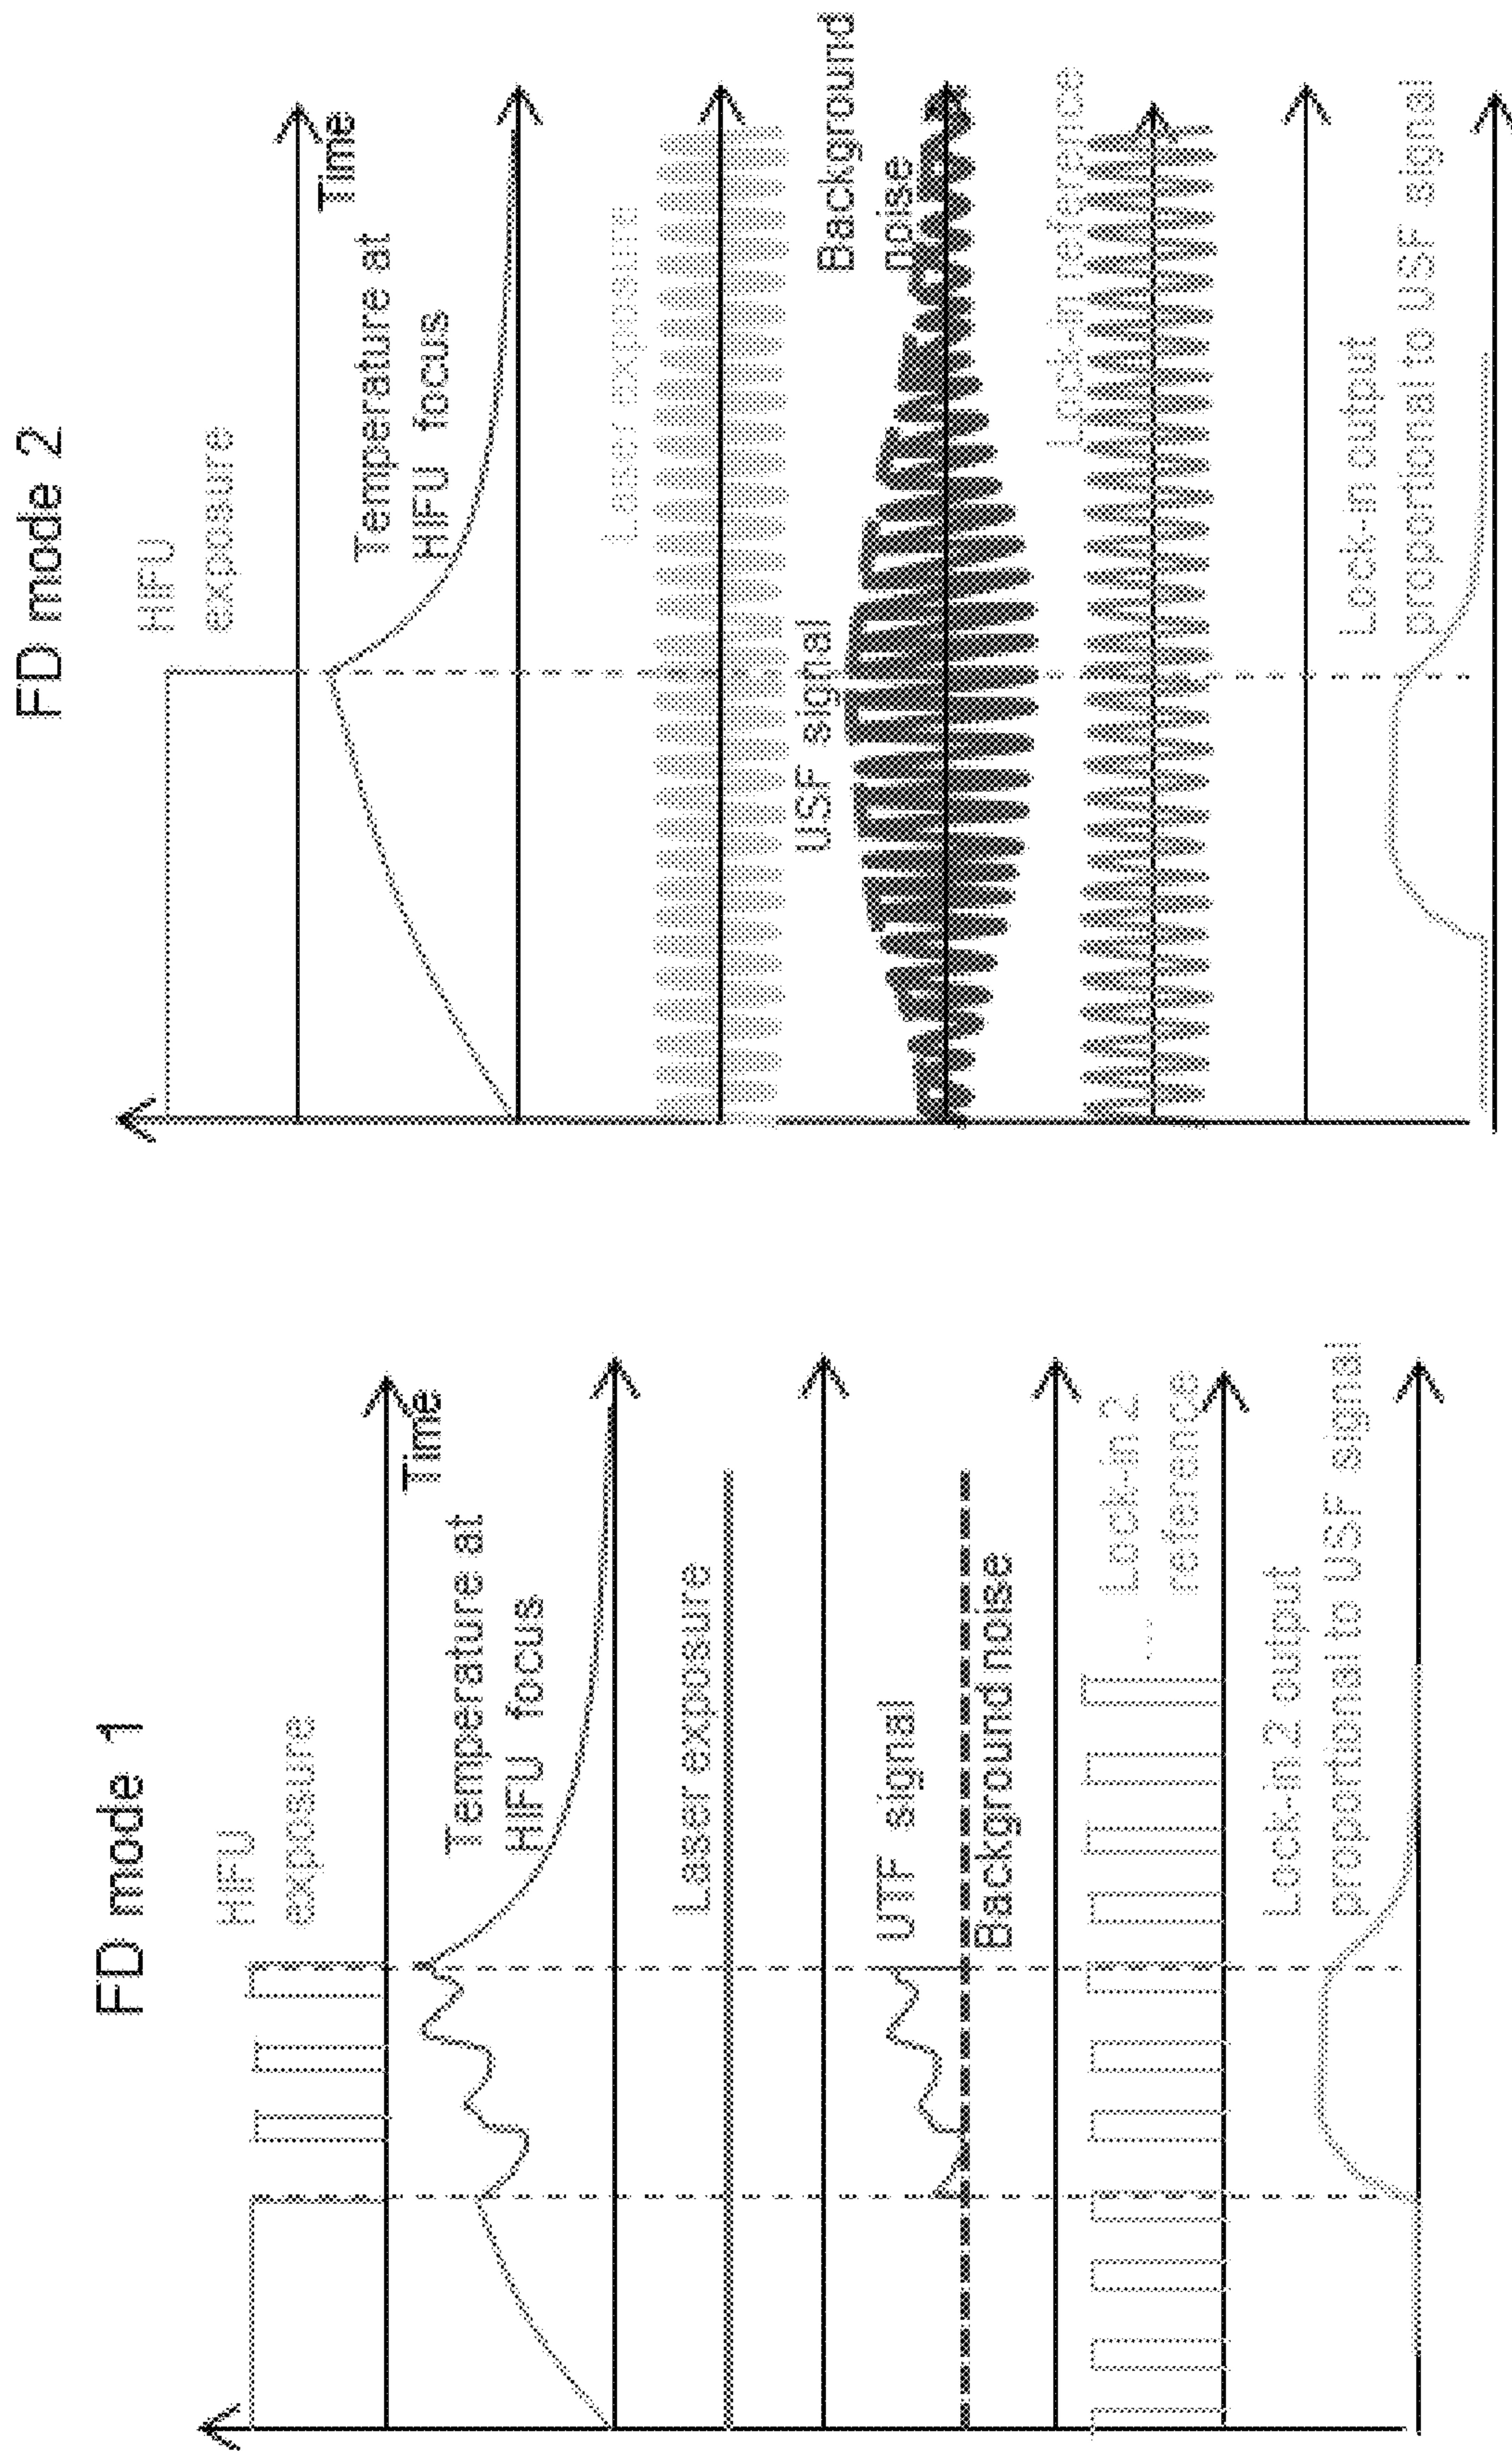 FD mode 1
HIFU
exposure
Time
Temperature at
HIFU focus
Laser exposure
UTF signal
Background noise
... Lock-in 2
reference
Lock-in 2 output
proportional to USF signal
FD mode 2
HIFU
exposure
Time
Temperature at
HIFU focus
Laser exposure
USF signal
Background
noise
Lock-in reference
Lock-in output
proportional to USF signal